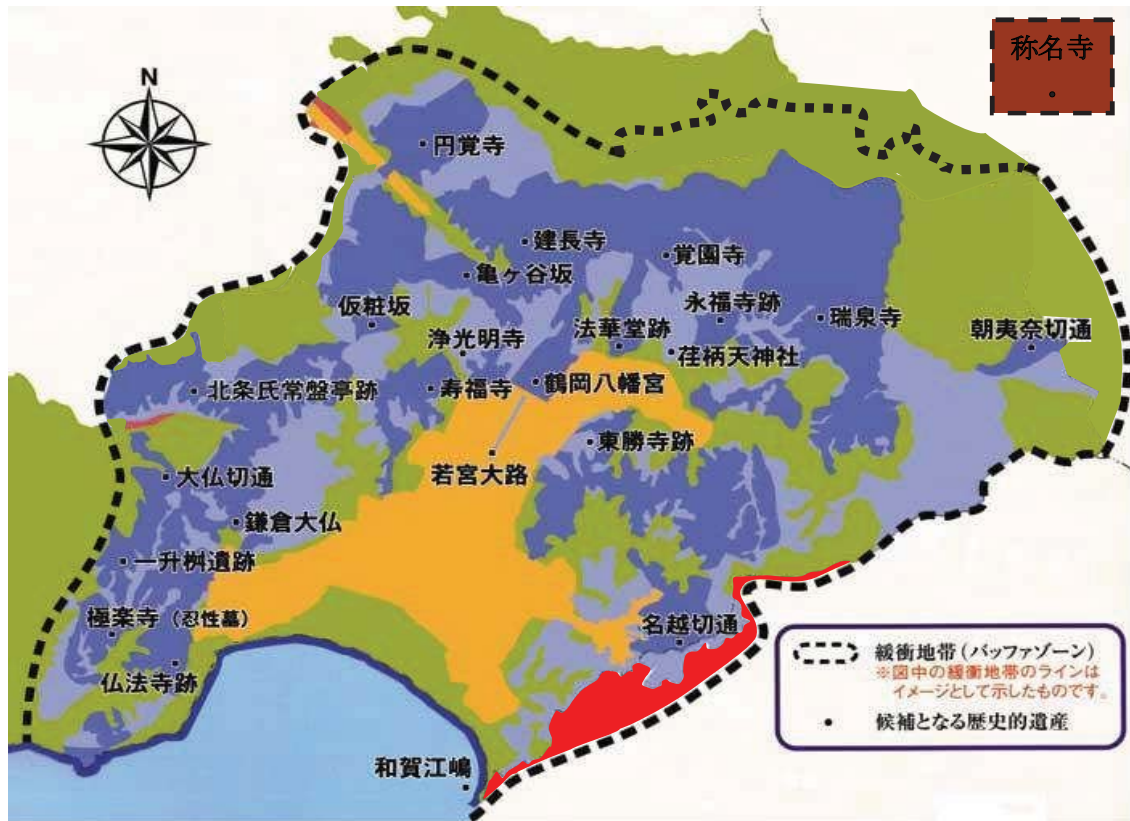 称名寺
N
円覚寺
建長寺
覚園寺
亀ヶ谷坂
仮粧坂
永福寺跡
瑞泉寺
法華堂跡
朝夷奈切通
浄光明寺
荏柄天神社
北条氏常盤亭跡
寿福寺
鶴岡八幡宮
東勝寺跡
若宮大路
大仏切通
鎌倉大仏
一升桝遺跡
極楽寺（忍性墓）
名越切通
仏法寺跡
和賀江嶋
緩衝地帯（バッファゾーン）
※図中の緩衝地帯のラインは
イメージとして示したものです。
候補となる歴史的遺産